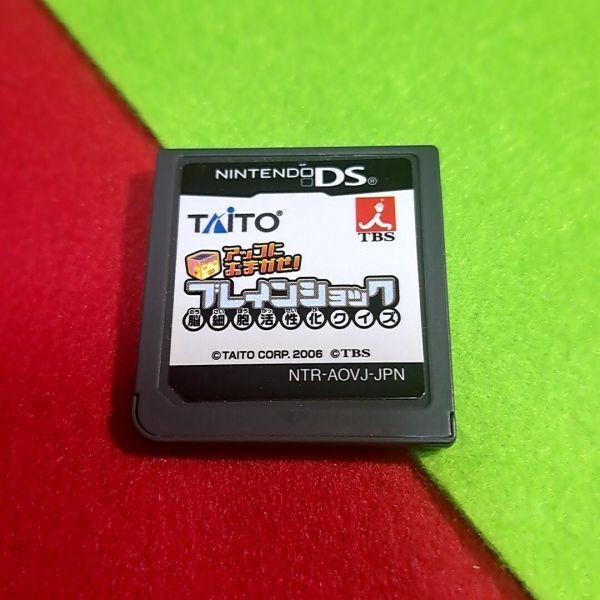 NINTENDO DS®
TAITO®
TBS
アッコに
おまかせ!
ブレインショック
脳細胞活性化クイズ
©TAITO CORP. 2006 ©TBS
NTR-AOVJ-JPN